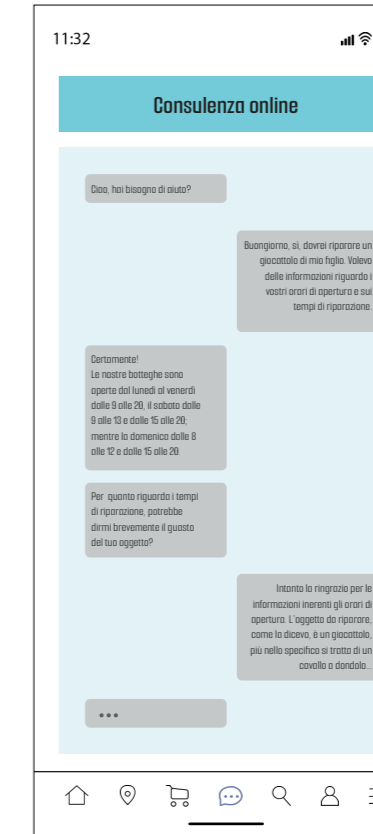 11:32
Consulenza online
Ciao, hai bisogno di aiuto?
Buongiorno, sì, dovrei riparare un
giocattolo di mio figlio. Volevo
delle informazioni riguardo i
vostri orari di apertura e sui
tempi di riparazione.
Certamente!
Le nostre botteghe sono
aperte dal lunedì al venerdì
dalle 9 alle 20, il sabato dalle
9 alle 13 e dalle 15 alle 20;
mentre la domenica dalle 8
alle 12 e dalle 15 alle 20.
Per quanto riguarda i tempi
di riparazione, potrebbe
dirmi brevemente il guasto
del tuo oggetto?
Intanto la ringrazio per le
informazioni inerenti gli orari di
apertura. L'oggetto da riparare,
come la dicevo, è un giocattolo,
più nello specifico si tratta di un
cavallo a dondolo...